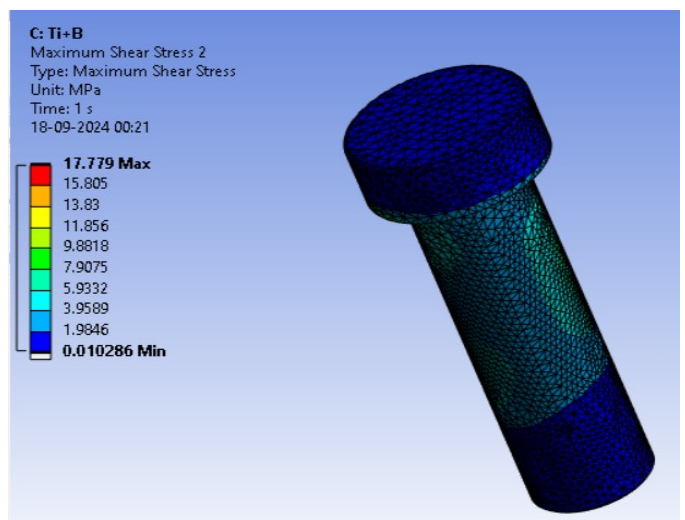 C: Ti+B
Maximum Shear Stress 2
Type: Maximum Shear Stress
Unit: MPa
Time: 1 s
18-09-2024 00:21
17.779 Max
15.805
13.83
11.856
9.8818
7.9075
5.9332
3.9589
1.9846
0.010286 Min